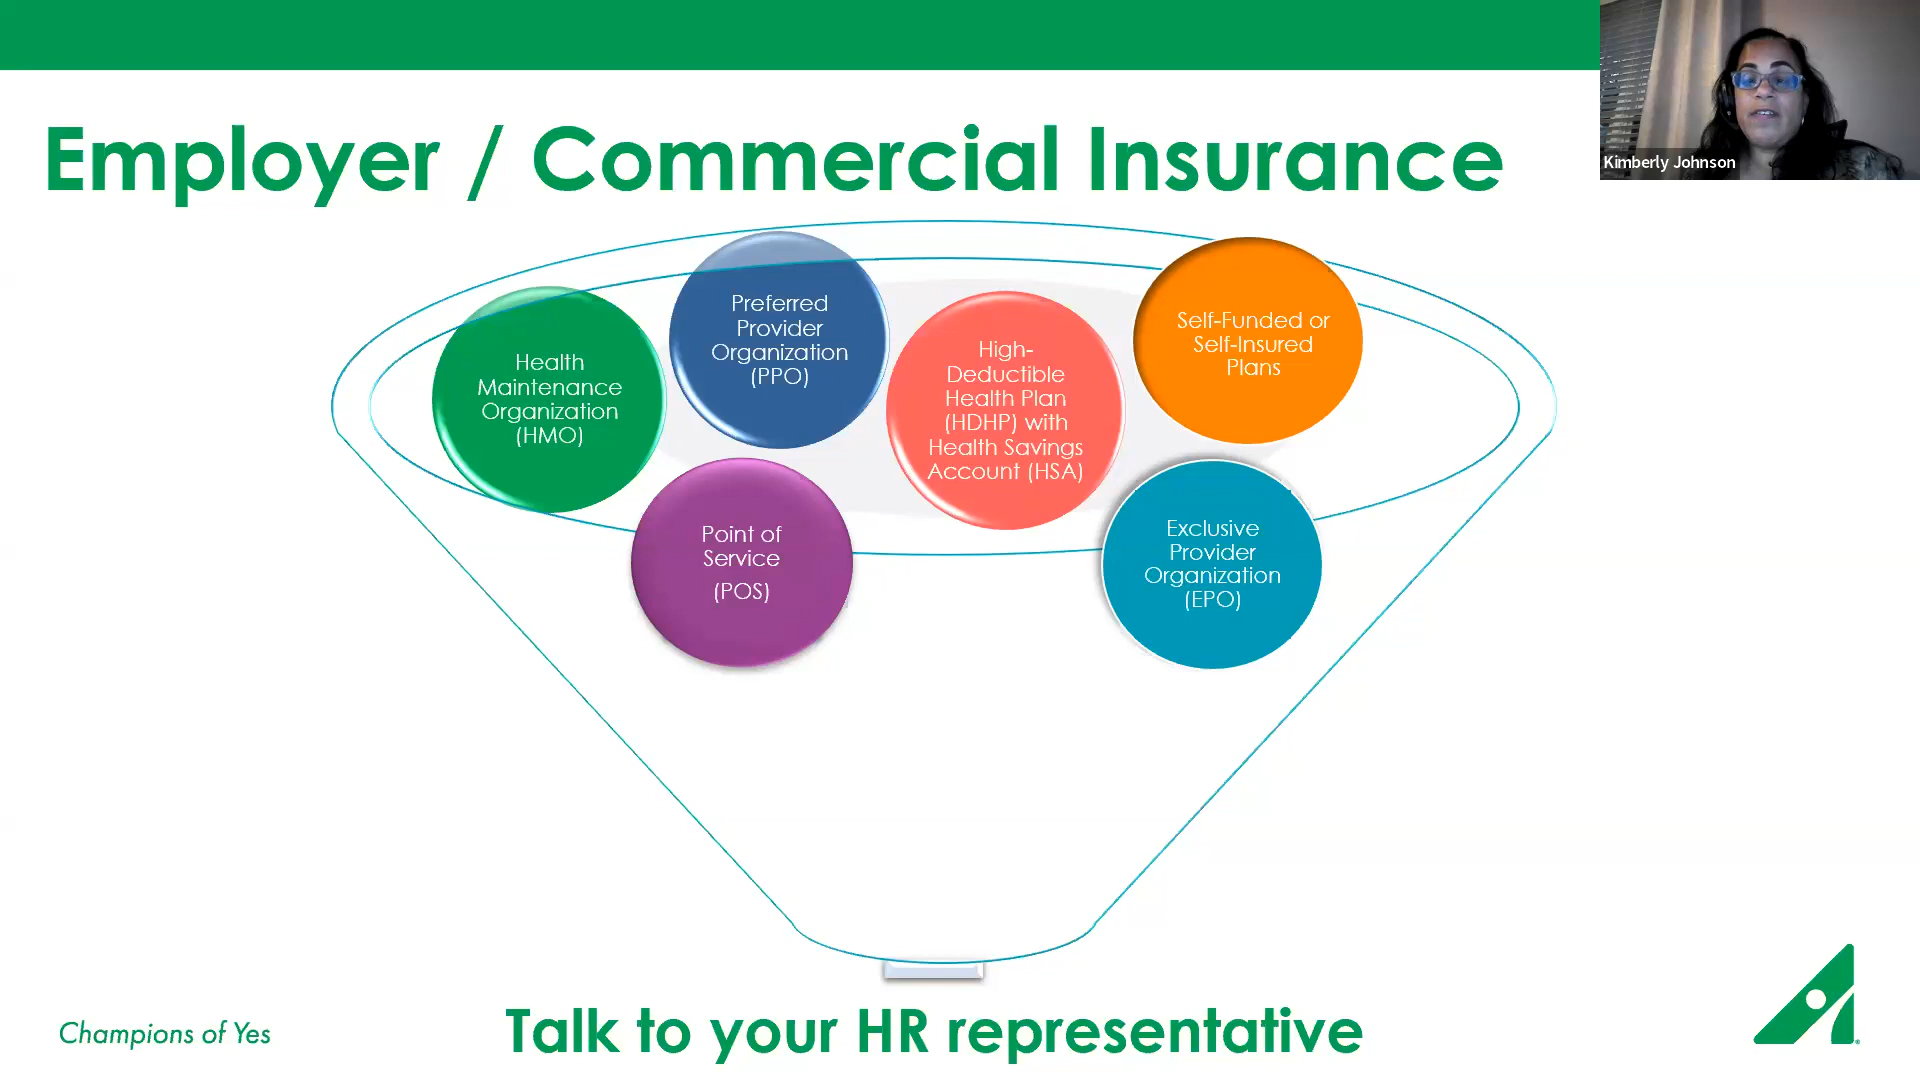 Employer / Commercial Insurance
Kimberly Johnson
Health
Maintenance
Organization
(HMO)
Preferred
Provider
Organization
(PPO)
High-
Deductible
Health Plan
(HDHP) with
Health Savings
Account (HSA)
Self-Funded or
Self-Insured
Plans
Point of
Service
(POS)
Exclusive
Provider
Organization
(EPO)
Champions of Yes
Talk to your HR representative